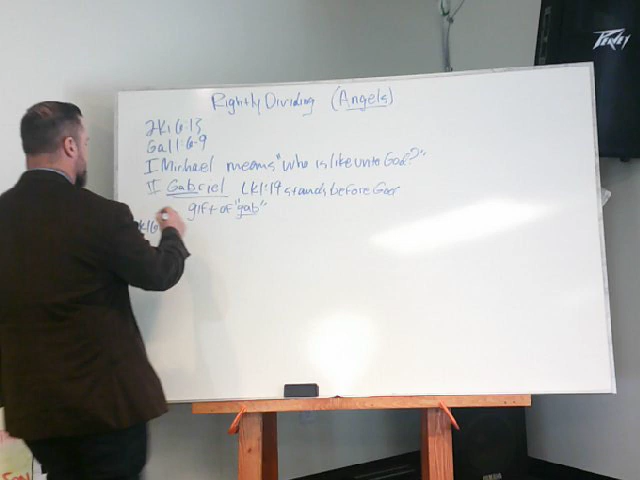 Rightly Dividing (Angels)
2Ki 6:13
Gal 1:6-9
I Michael means "who is like unto God?"
II Gabriel LK1:19 stands before God
gift of "gab"
PEAVEY